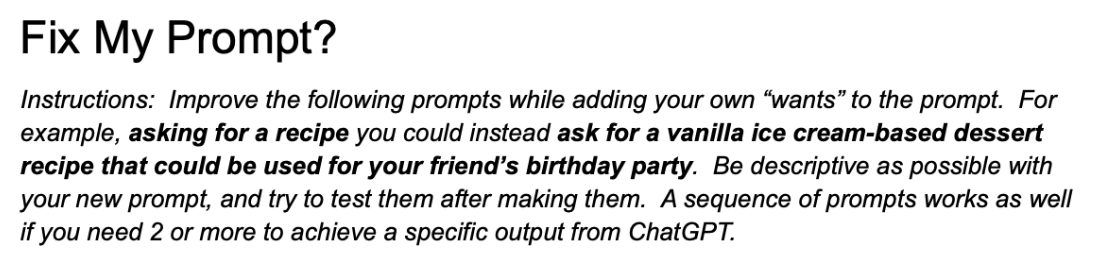 Fix My Prompt?
Instructions:  Improve the following prompts while adding your own “wants” to the prompt.  For
example, asking for a recipe you could instead ask for a vanilla ice cream-based dessert
recipe that could be used for your friend’s birthday party.  Be descriptive as possible with
your new prompt, and try to test them after making them.  A sequence of prompts works as well
if you need 2 or more to achieve a specific output from ChatGPT.